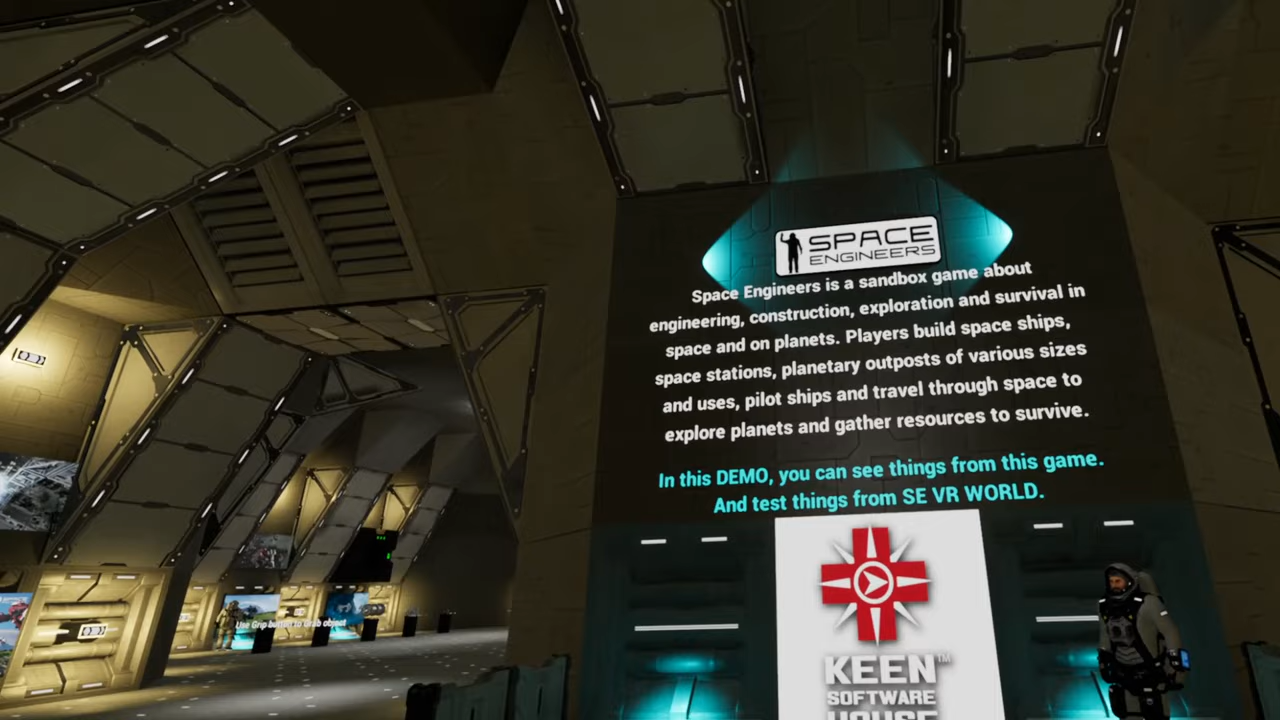 SPACE
ENGINEERS
Space Engineers is a sandbox game about
engineering, construction, exploration and survival in
space and on planets. Players build space ships,
space stations, planetary outposts of various sizes
and uses, pilot ships and travel through space to
explore planets and gather resources to survive.
In this DEMO, you can see things from this game.
And test things from SE VR WORLD.
Use Grip button to Grab object
KEEN™
SOFTWARE
HOUSE